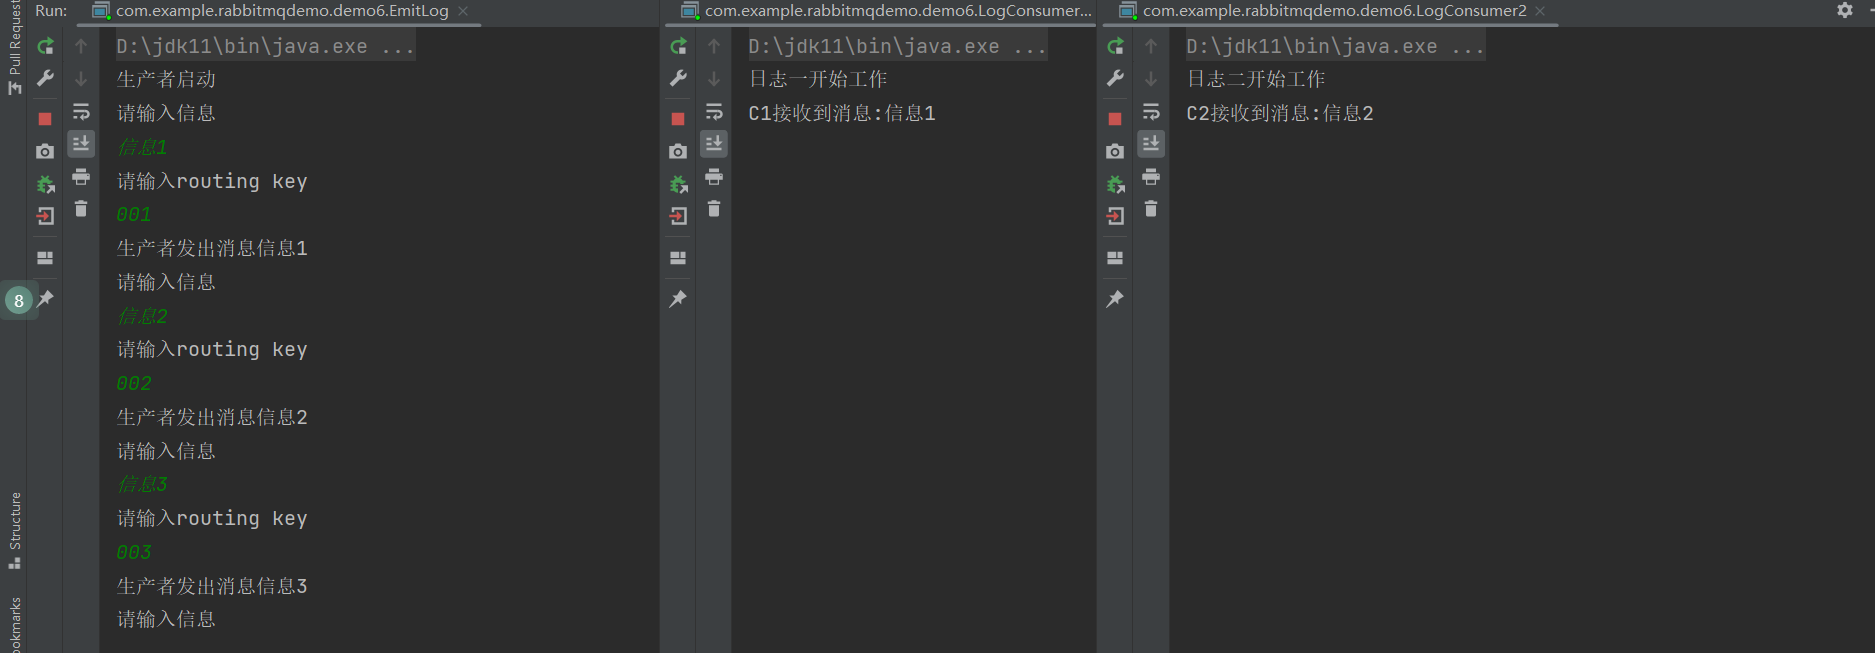 Run:
com.example.rabbitmqdemo.demo6.EmitLog
D:\jdk11\bin\java.exe ...
生产者启动
请输入信息
信息1
请输入routing key
001
生产者发出消息信息1
请输入信息
信息2
请输入routing key
002
生产者发出消息信息2
请输入信息
信息3
请输入routing key
003
生产者发出消息信息3
请输入信息
com.example.rabbitmqdemo.demo6.LogConsumer...
D:\jdk11\bin\java.exe ...
日志一开始工作
C1接收到消息:信息1
com.example.rabbitmqdemo.demo6.LogConsumer2
D:\jdk11\bin\java.exe ...
日志二开始工作
C2接收到消息:信息2
Pull Request
8
Structure
ookmarks